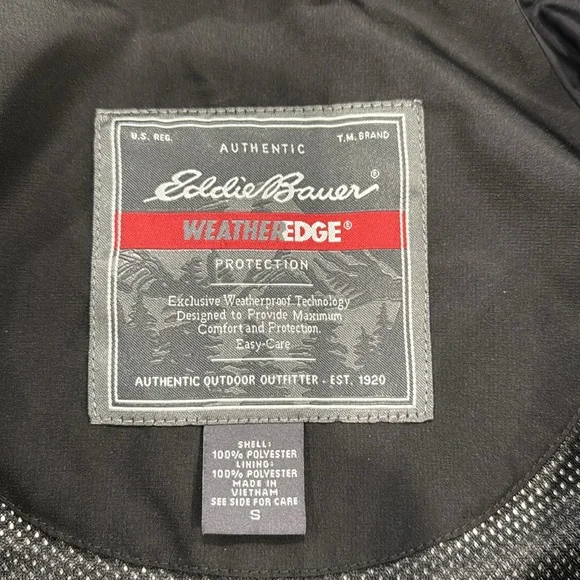 U.S. REG. T.M. BRAND
AUTHENTIC
Eddie Bauer®
WEATHEREDGE®
PROTECTION
Exclusive Weatherproof Technology
Designed to Provide Maximum
Comfort and Protection.
Easy-Care
AUTHENTIC OUTDOOR OUTFITTER - EST. 1920
SHELL:
100% POLYESTER
LINING:
100% POLYESTER
MADE IN
VIETNAM
SEE SIDE FOR CARE
S